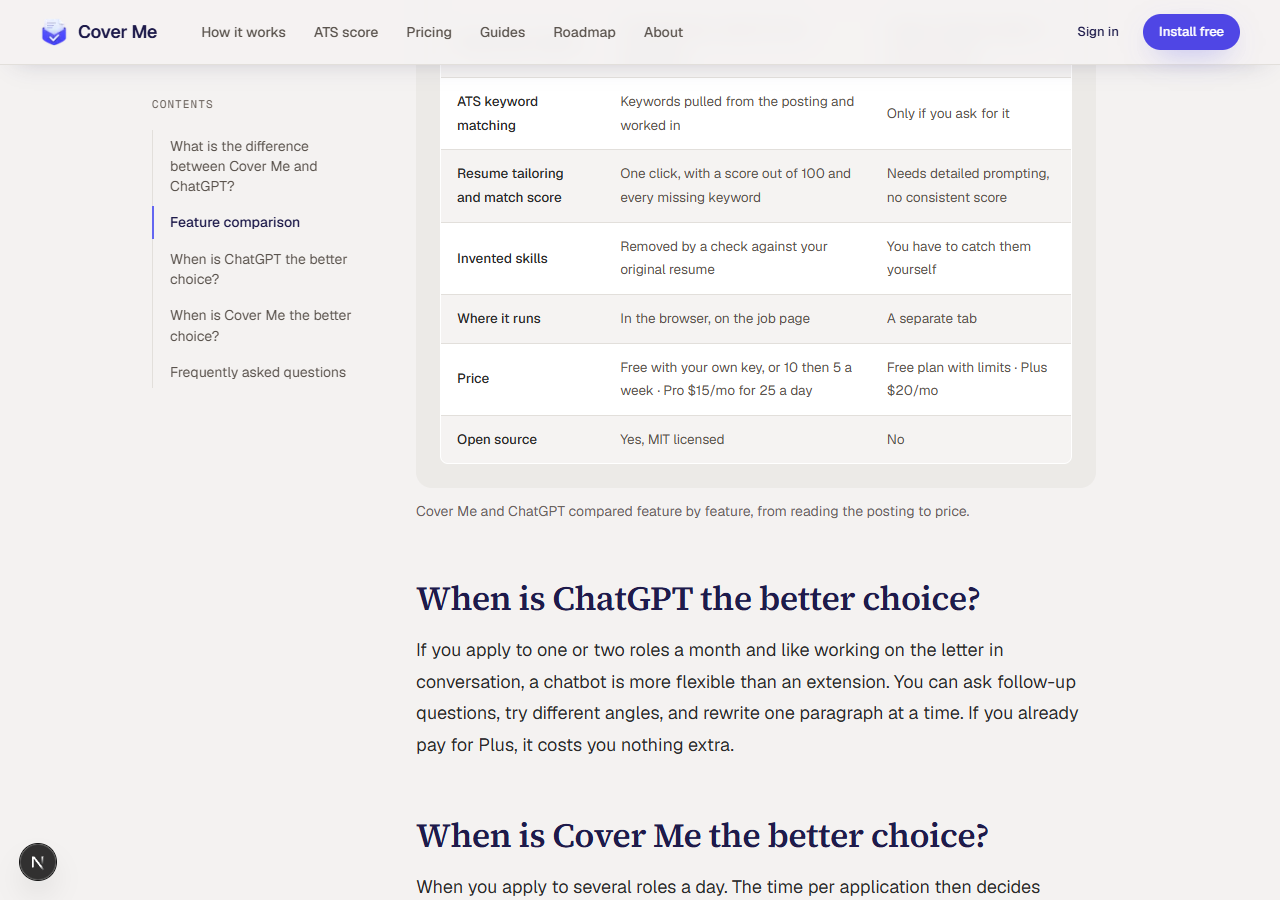 Cover Me
How it works
ATS score
Pricing
Guides
Roadmap
About
Sign in
Install free
CONTENTS
What is the difference
between Cover Me and
ChatGPT?
Feature comparison
When is ChatGPT the better
choice?
When is Cover Me the better
choice?
Frequently asked questions
ATS keyword
matching
Keywords pulled from the posting and
worked in
Only if you ask for it
Resume tailoring
and match score
One click, with a score out of 100 and
every missing keyword
Needs detailed prompting,
no consistent score
Invented skills
Removed by a check against your
original resume
You have to catch them
yourself
Where it runs
In the browser, on the job page
A separate tab
Price
Free with your own key, or 10 then 5 a
week · Pro $15/mo for 25 a day
Free plan with limits · Plus
$20/mo
Open source
Yes, MIT licensed
No
Cover Me and ChatGPT compared feature by feature, from reading the posting to price.
When is ChatGPT the better choice?
If you apply to one or two roles a month and like working on the letter in
conversation, a chatbot is more flexible than an extension. You can ask follow-up
questions, try different angles, and rewrite one paragraph at a time. If you already
pay for Plus, it costs you nothing extra.
When is Cover Me the better choice?
When you apply to several roles a day. The time per application then decides
N